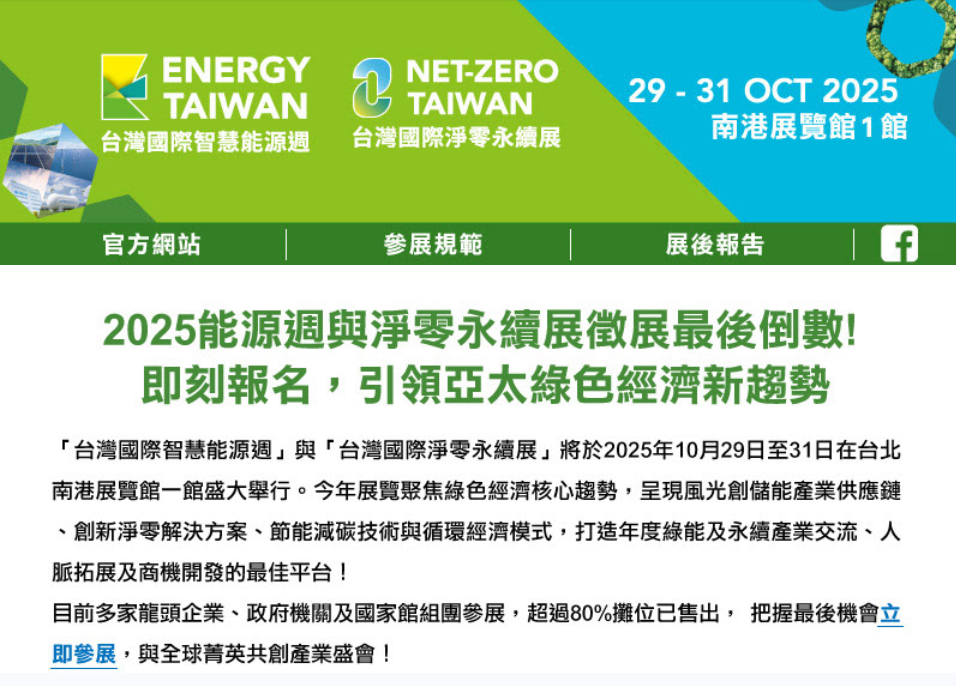 ENERGY
TAIWAN
台灣國際智慧能源週
NET-ZERO
TAIWAN
台灣國際淨零永續展
29 - 31 OCT 2025
南港展覽館1館
官方網站
參展規範
展後報告
2025能源週與淨零永續展徵展最後倒數!
即刻報名，引領亞太綠色經濟新趨勢
「台灣國際智慧能源週」與「台灣國際淨零永續展」將於2025年10月29日至31日在台北
南港展覽館一館盛大舉行。今年展覽聚焦綠色經濟核心趨勢，呈現風光創儲能產業供應鏈
、創新淨零解決方案、節能減碳技術與循環經濟模式，打造年度綠能及永續產業交流、人
脈拓展及商機開發的最佳平台！
目前多家龍頭企業、政府機關及國家館組團參展，超過80%攤位已售出， 把握最後機會立
即參展，與全球菁英共創產業盛會！